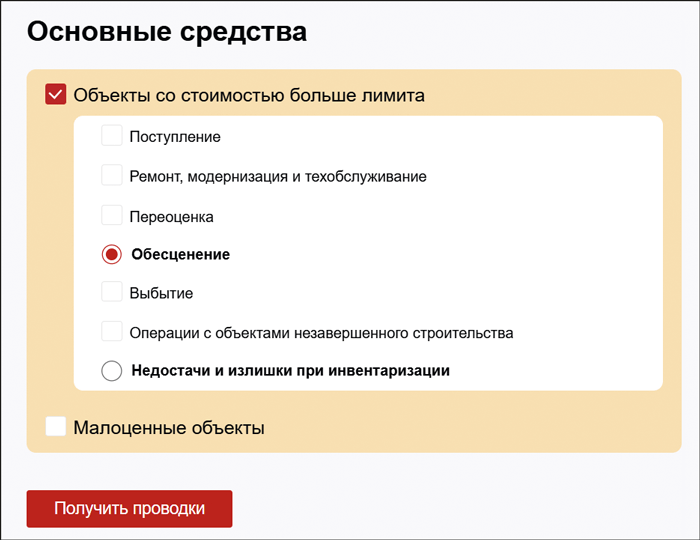 Основные средства
Объекты со стоимостью больше лимита
Поступление
Ремонт, модернизация и техобслуживание
Переоценка
Обесценение
Выбытие
Операции с объектами незавершенного строительства
Недостачи и излишки при инвентаризации
Малоценные объекты
Получить проводки